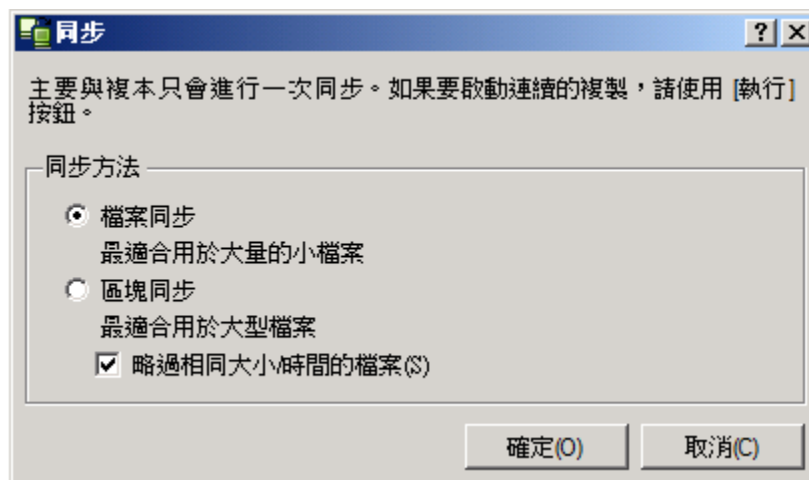 同步
主要與複本只會進行一次同步。如果要啟動連續的複製，請使用 [執行]
按鈕。
同步方法
檔案同步
最適合用於大量的小檔案
區塊同步
最適合用於大型檔案
略過相同大小/時間的檔案(S)
確定(O)
取消(C)